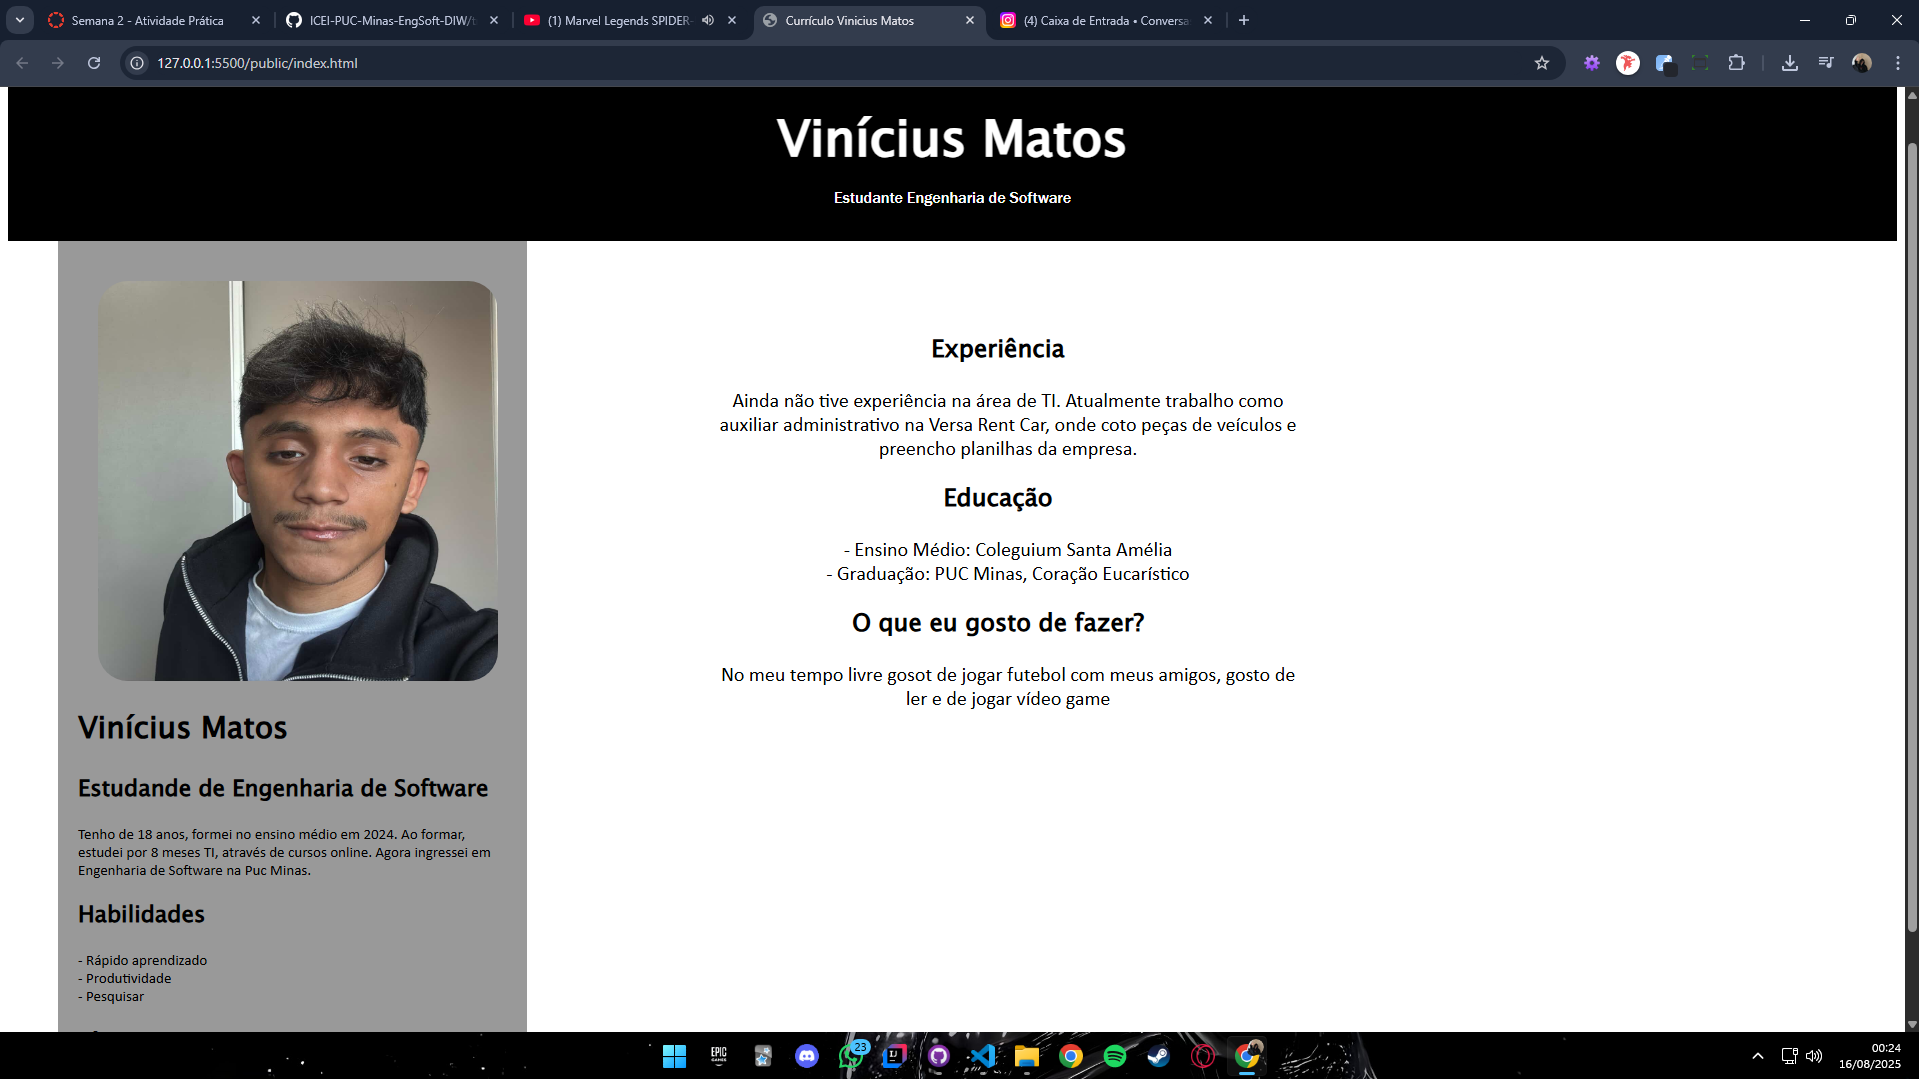 Semana 2 - Atividade Prática
ICEI-PUC-Minas-EngSoft-DIW/t
(1) Marvel Legends SPIDER-
Currículo Vinicius Matos
(4) Caixa de Entrada • Conversa
127.0.0.1:5500/public/index.html
Vinícius Matos
Estudante Engenharia de Software
Experiência
Ainda não tive experiência na área de TI. Atualmente trabalho como
auxiliar administrativo na Versa Rent Car, onde coto peças de veículos e
preencho planilhas da empresa.
Educação
- Ensino Médio: Coleguium Santa Amélia
- Graduação: PUC Minas, Coração Eucarístico
O que eu gosto de fazer?
No meu tempo livre gosot de jogar futebol com meus amigos, gosto de
ler e de jogar vídeo game
Vinícius Matos
Estudande de Engenharia de Software
Tenho de 18 anos, formei no ensino médio em 2024. Ao formar,
estudei por 8 meses TI, através de cursos online. Agora ingressei em
Engenharia de Software na Puc Minas.
Habilidades
- Rápido aprendizado
- Produtividade
- Pesquisar
EPIC
GAMES
23
IJ
00:24
16/08/2025